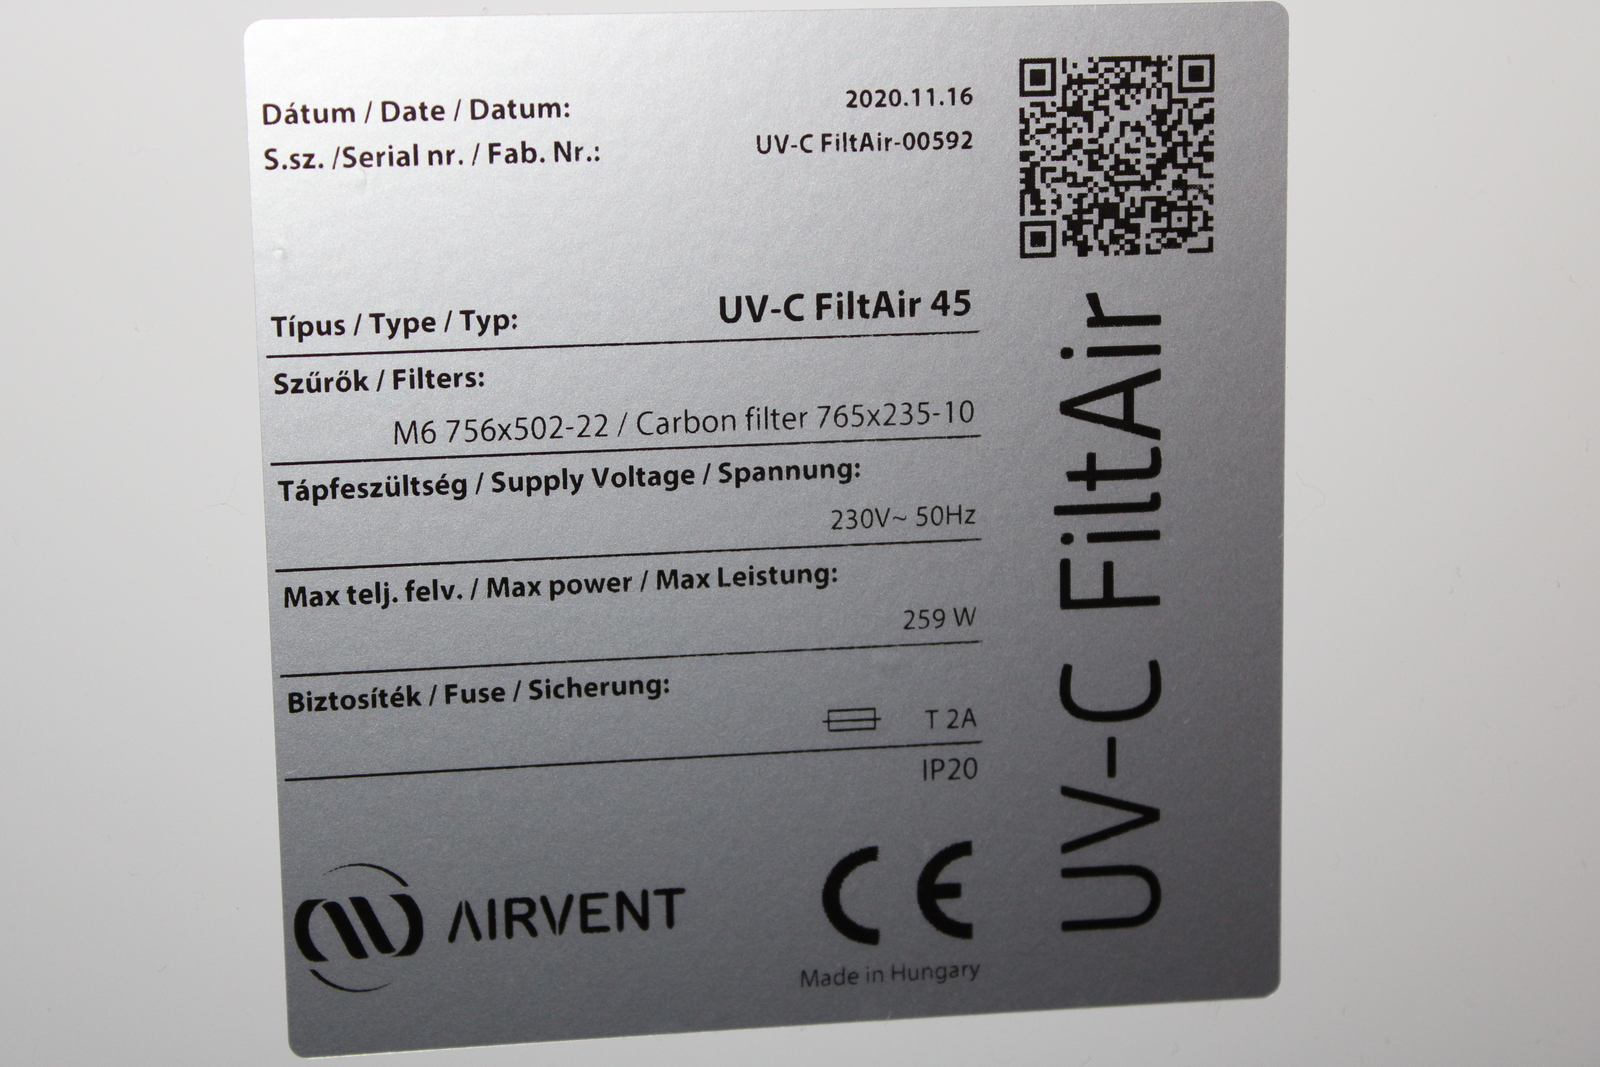 Dátum / Date / Datum: 2020.11.16
S.sz. /Serial nr. / Fab. Nr.: UV-C FiltAir-00592
Típus / Type / Typ: UV-C FiltAir 45
Szűrők / Filters:
M6 756x502-22 / Carbon filter 765x235-10
Tápfeszültség / Supply Voltage / Spannung:
230V~ 50Hz
Max telj. felv. / Max power / Max Leistung:
259 W
Biztosíték / Fuse / Sicherung:
T 2A
IP20
AIRVENT
CE
Made in Hungary
UV-C FiltAir